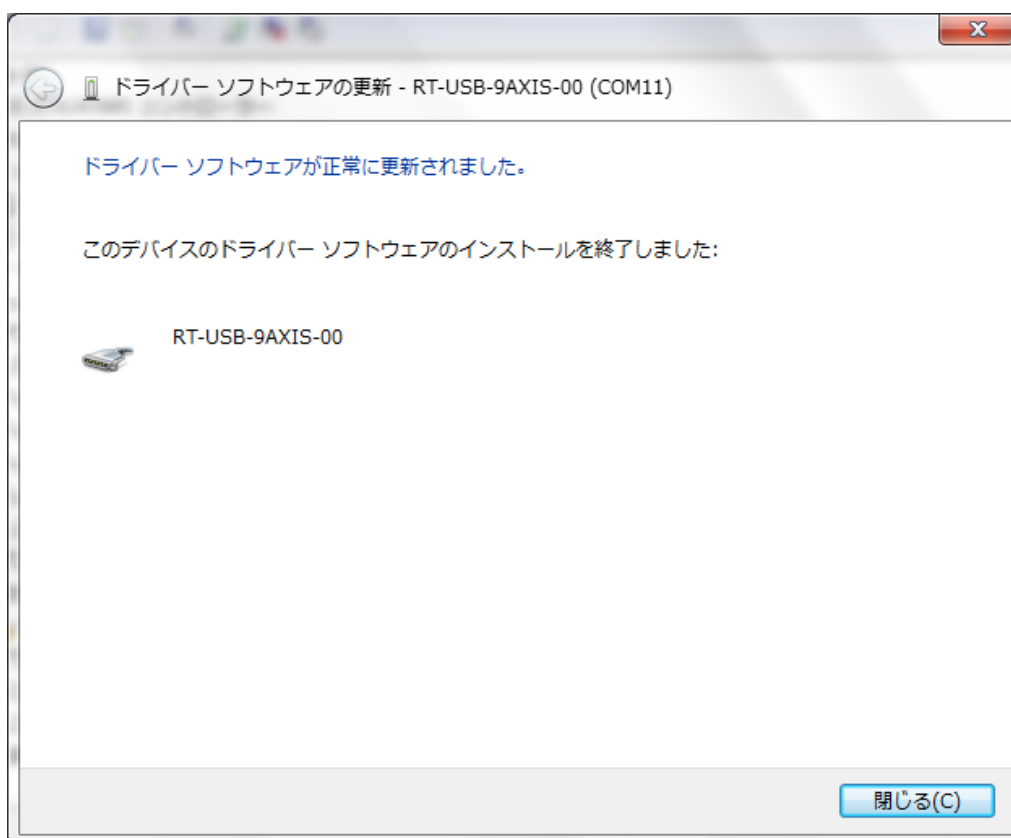 ドライバー ソフトウェアの更新 - RT-USB-9AXIS-00 (COM11)
ドライバー ソフトウェアが正常に更新されました。
このデバイスのドライバー ソフトウェアのインストールを終了しました:
RT-USB-9AXIS-00
閉じる(C)